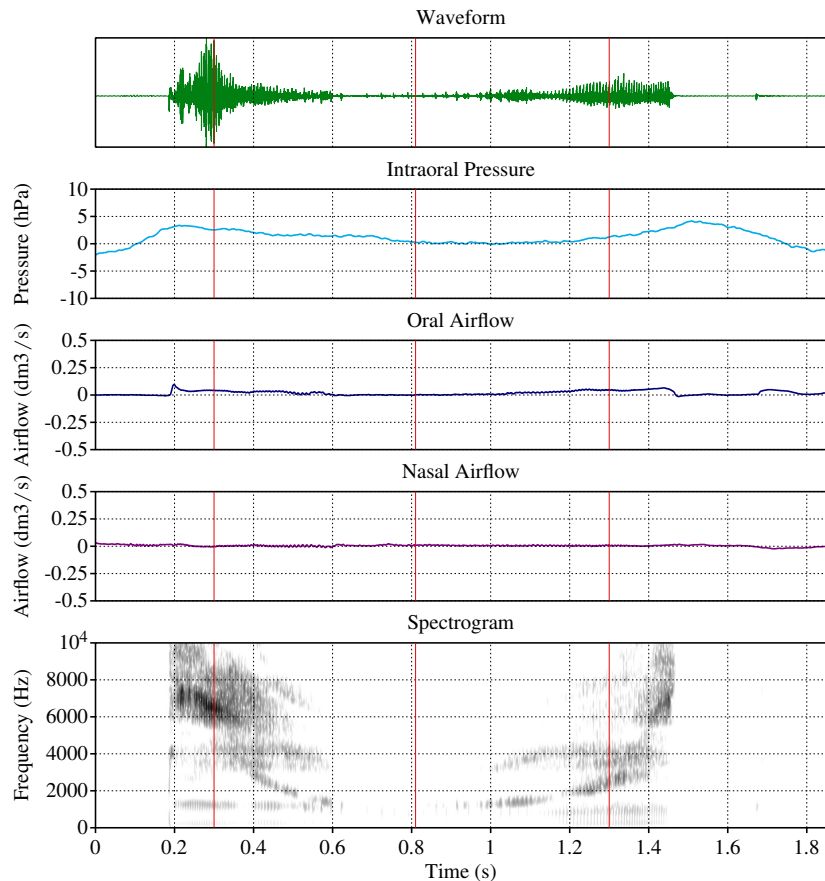 Waveform
Intraoral Pressure
Pressure (hPa)
10
5
0
-5
-10
Oral Airflow
Airflow (dm3/s)
0.5
0.25
0
-0.25
-0.5
Nasal Airflow
Airflow (dm3/s)
0.5
0.25
0
-0.25
-0.5
Spectrogram
Frequency (Hz)
10⁴
8000
6000
4000
2000
0
0 0.2 0.4 0.6 0.8 1 1.2 1.4 1.6 1.8
Time (s)